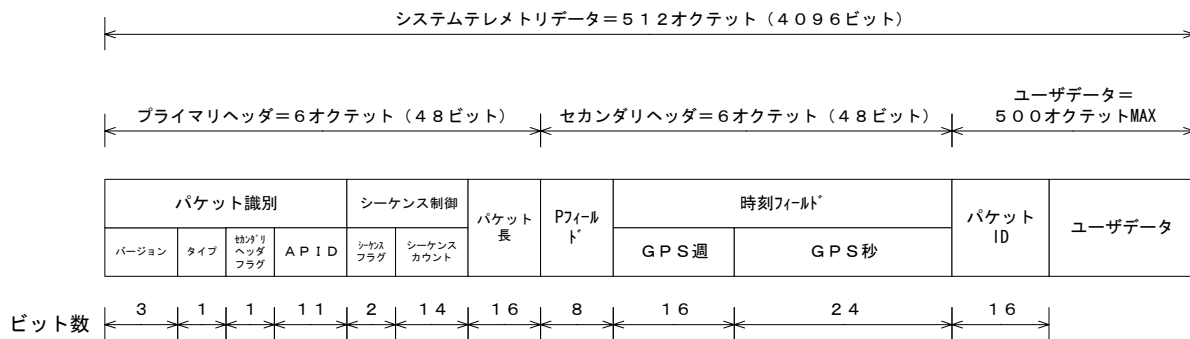 システムテレメトリデータ＝５１２オクテット（４０９６ビット）
プライマリヘッダ＝６オクテット（４８ビット）
セカンダリヘッダ＝６オクテット（４８ビット）
ユーザデータ＝
５００オクテットMAX
パケット識別
シーケンス制御
パケット
長
Pﾌｨｰﾙ
ﾄﾞ
時刻ﾌｨｰﾙﾄﾞ
パケット
ID
ユーザデータ
バージョン
タイプ
ｾｶﾝﾀﾞﾘ
ヘッダ
フラグ
ＡＰＩＤ
ｼｰｹﾝｽ
フラグ
シーケンス
カウント
ＧＰＳ週
ＧＰＳ秒
ビット数
３
１
１
１１
２
１４
１６
８
１６
２４
１６